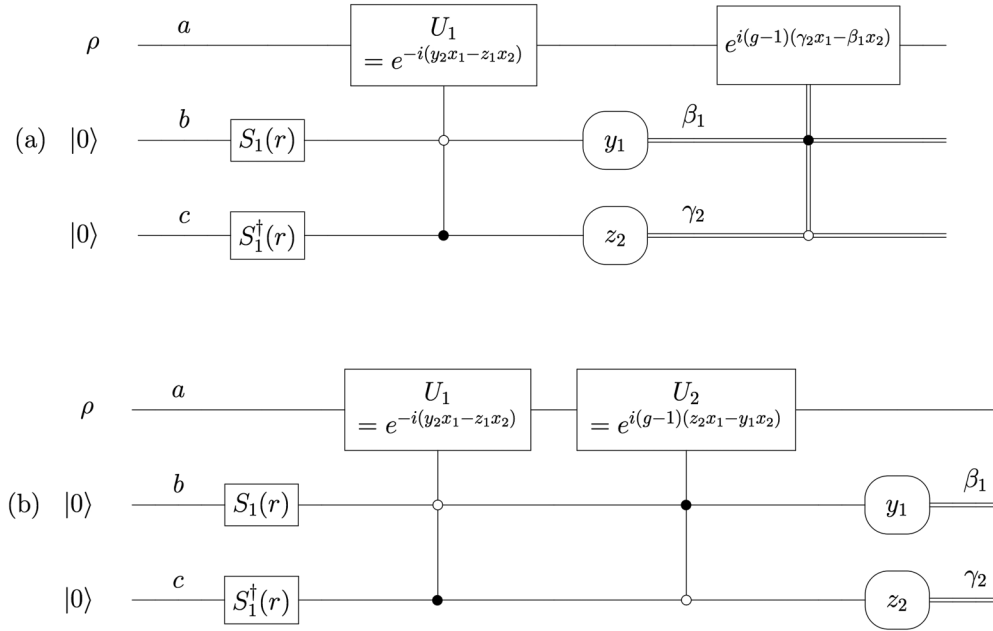 a
ρ
U₁
= e^{-i(y₂x₁−z₁x₂)}
e^{i(g−1)(γ₂x₁−β₁x₂)}
(a) |0⟩ b S₁(r) y₁ β₁
|0⟩ c S₁†(r) z₂ γ₂
a
ρ
U₁
= e^{-i(y₂x₁−z₁x₂)}
U₂
= e^{i(g−1)(z₂x₁−y₁x₂)}
(b) |0⟩ b S₁(r) y₁ β₁
|0⟩ c S₁†(r) z₂ γ₂